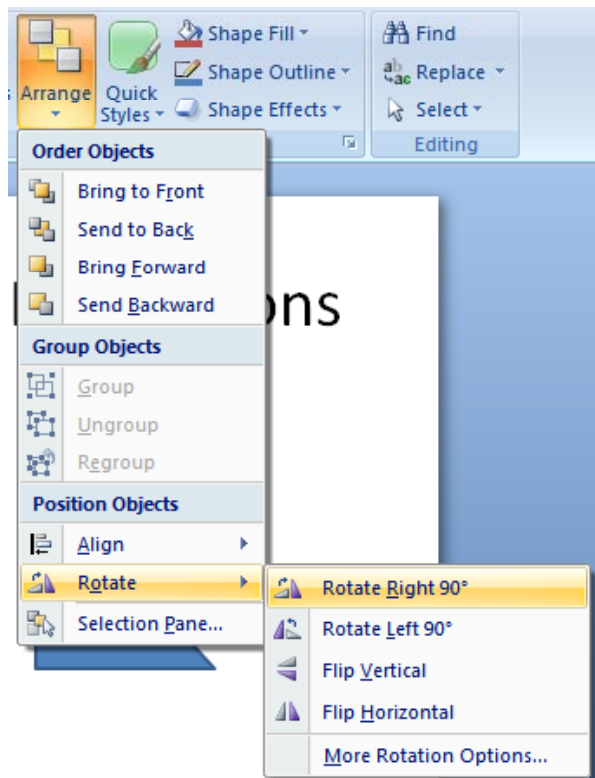 Arrange
Quick
Styles
Shape Fill
Shape Outline
Shape Effects
Find
Replace
Select
Editing
Order Objects
Bring to Front
Send to Back
Bring Forward
Send Backward
Group Objects
Group
Ungroup
Regroup
Position Objects
Align
Rotate
Selection Pane...
Rotate Right 90°
Rotate Left 90°
Flip Vertical
Flip Horizontal
More Rotation Options...
ons